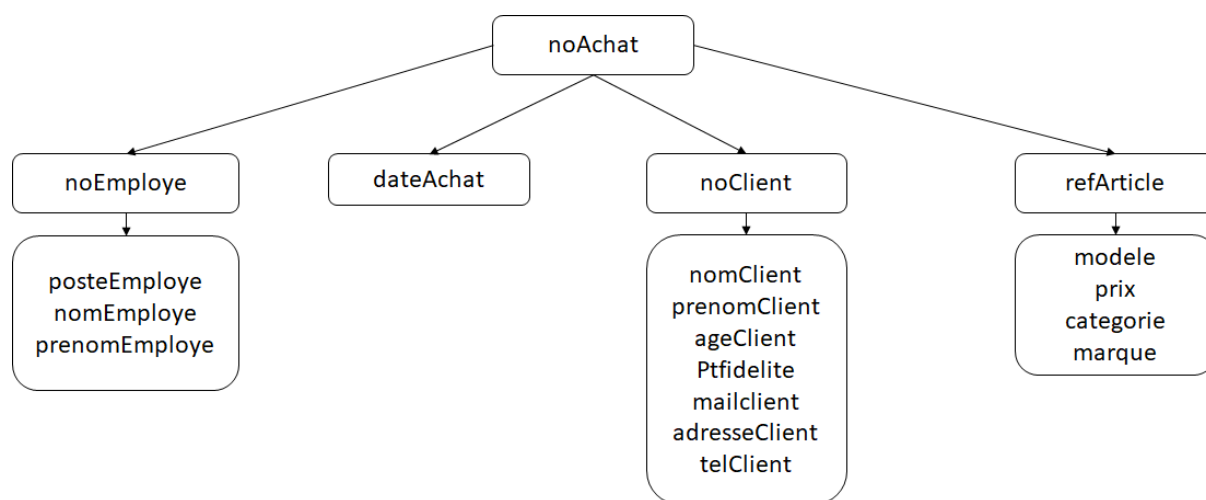 noAchat
noEmploye
dateAchat
noClient
refArticle
posteEmploye
nomEmploye
prenomEmploye
nomClient
prenomClient
ageClient
Ptfidelite
mailclient
adresseClient
telClient
modele
prix
categorie
marque